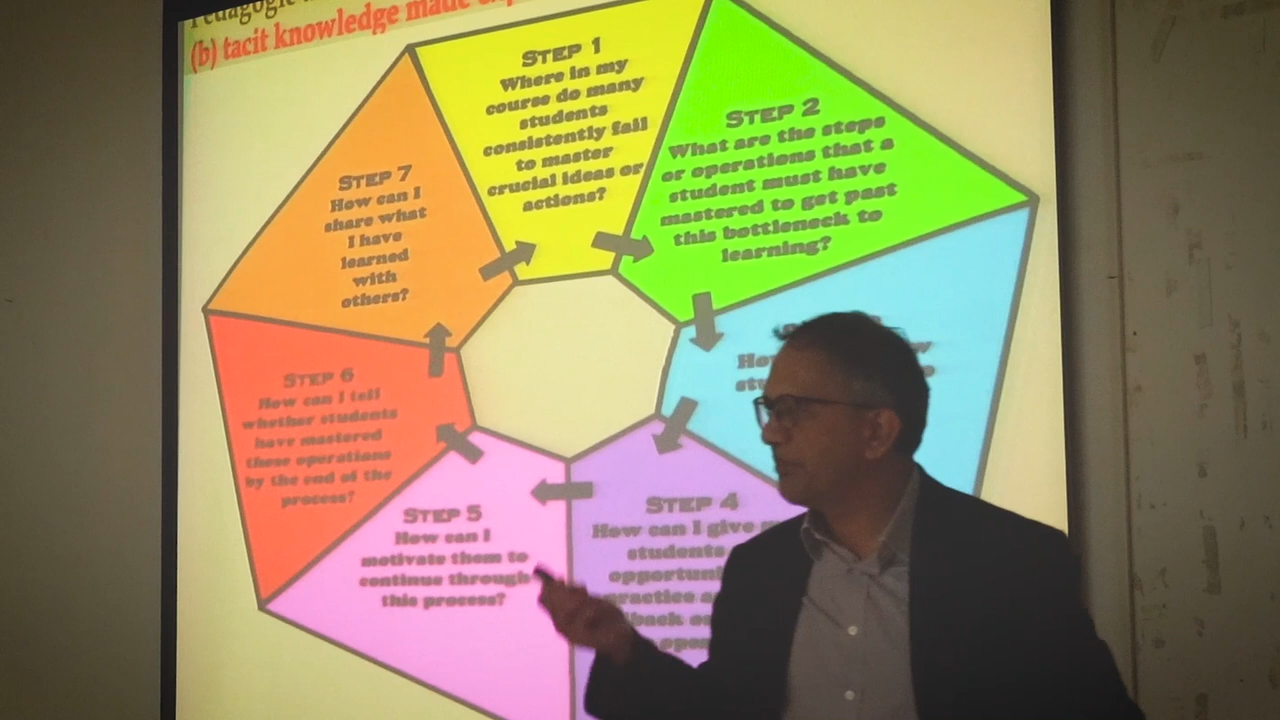 Pedagogic
(b) tacit knowledge made
STEP 1
Where in my
course do many
students
consistently fail
to master
crucial ideas or
actions?
STEP 2
What are the steps
or operations that a
student must have
mastered to get past
this bottleneck to
learning?
STEP 4
How can I give
students
STEP 5
How can I
motivate them to
continue through
this process?
STEP 6
How can I tell
whether students
have mastered
these operations
by the end of the
process?
STEP 7
How can I
share what
I have
learned
with
others?